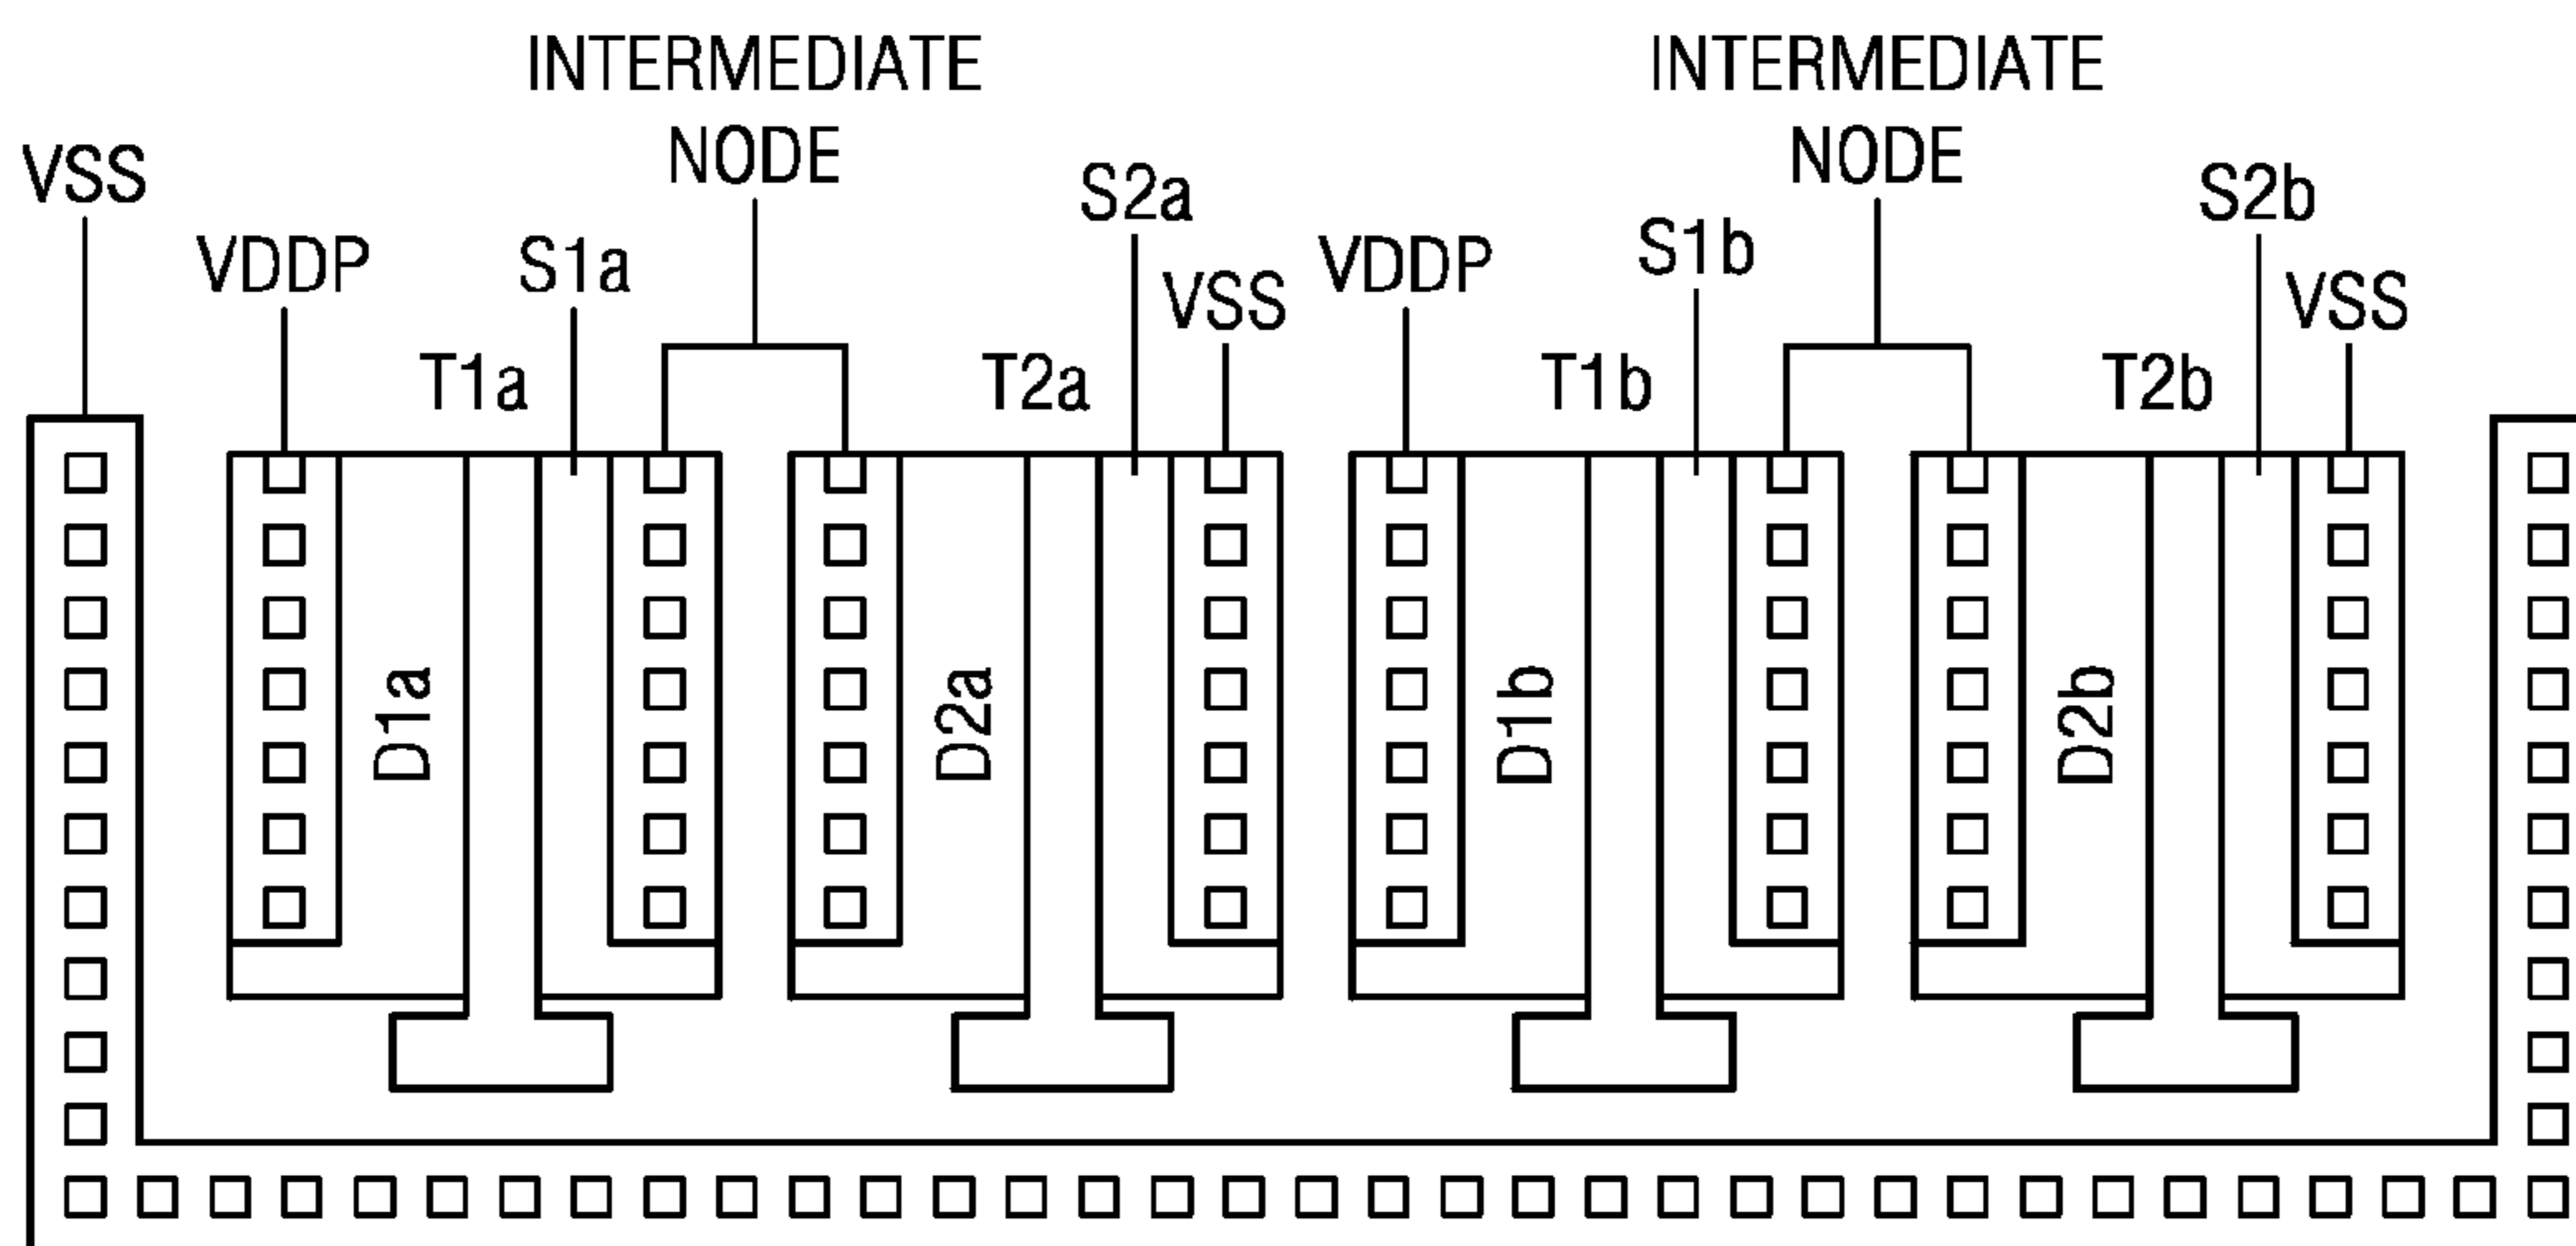 INTERMEDIATE
NODE
INTERMEDIATE
NODE
VSS
VDDP
S1a
S2a
VSS
VDDP
S1b
S2b
VSS
T1a
T2a
T1b
T2b
D1a
D2a
D1b
D2b